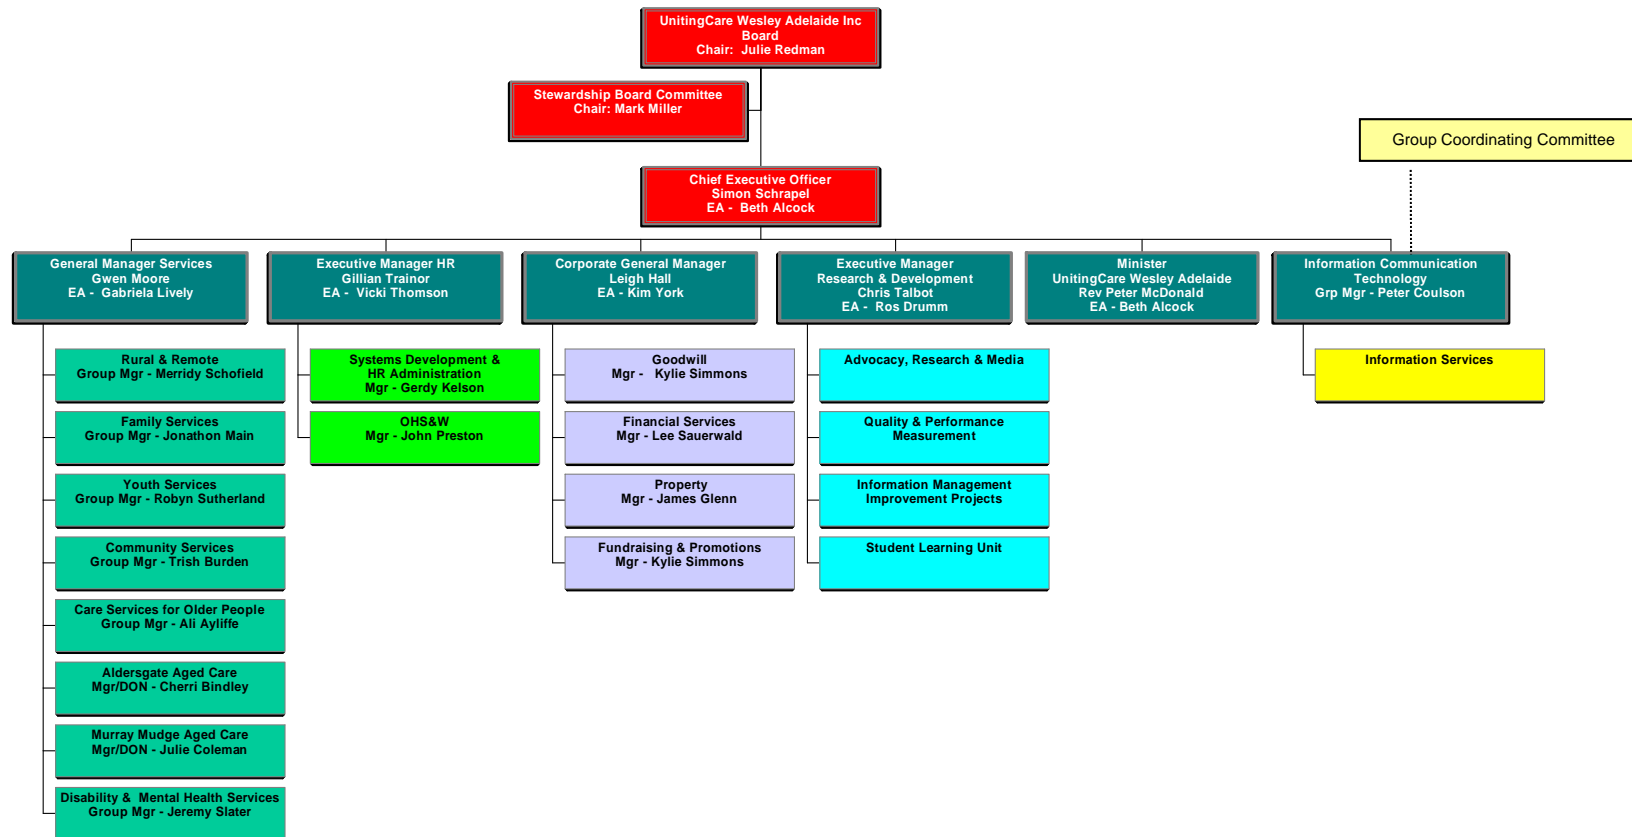 UnitingCare Wesley Adelaide Inc
Board
Chair:  Julie Redman
Stewardship Board Committee
Chair: Mark Miller
Group Coordinating Committee
Chief Executive Officer
Simon Schrapel
EA -  Beth Alcock
General Manager Services
Gwen Moore
EA -  Gabriela Lively
Executive Manager HR
Gillian Trainor
EA -  Vicki Thomson
Corporate General Manager
Leigh Hall
EA - Kim York
Executive Manager
Research & Development
Chris Talbot
EA -  Ros Drumm
Minister
UnitingCare Wesley Adelaide
Rev Peter McDonald
EA - Beth Alcock
Information Communication
Technology
Grp Mgr - Peter Coulson
Rural & Remote
Group Mgr - Merridy Schofield
Family Services
Group Mgr - Jonathon Main
Youth Services
Group Mgr - Robyn Sutherland
Community Services
Group Mgr - Trish Burden
Care Services for Older People
Group Mgr - Ali Ayliffe
Aldersgate Aged Care
Mgr/DON - Cherri Bindley
Murray Mudge Aged Care
Mgr/DON - Julie Coleman
Disability &  Mental Health Services
Group Mgr - Jeremy Slater
Systems Development &
HR Administration
Mgr - Gerdy Kelson
OHS&W
Mgr - John Preston
Goodwill
Mgr -   Kylie Simmons
Financial Services
Mgr - Lee Sauerwald
Property
Mgr - James Glenn
Fundraising & Promotions
Mgr - Kylie Simmons
Advocacy, Research & Media
Quality & Performance
Measurement
Information Management
Improvement Projects
Student Learning Unit
Information Services